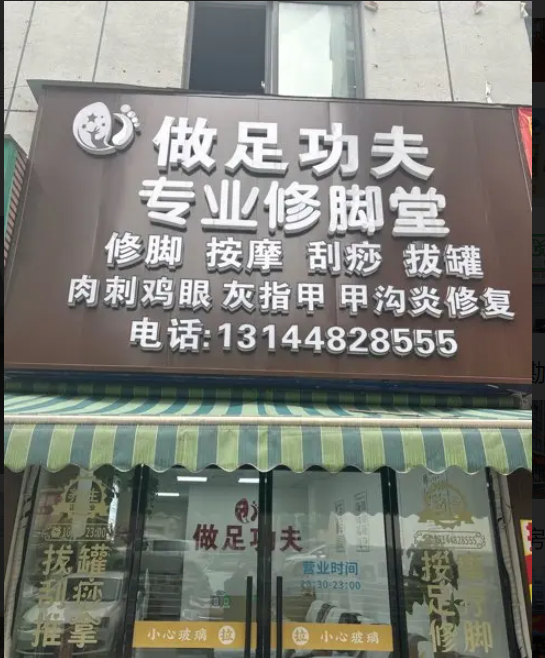 做足功夫
专业修脚堂
修脚 按摩 刮痧 拔罐
肉刺鸡眼 灰指甲 甲沟炎修复
电话:13144828555
做足功夫
营业时间
拔罐
刮痧
推拿
小心玻璃 拉
拉 小心玻璃